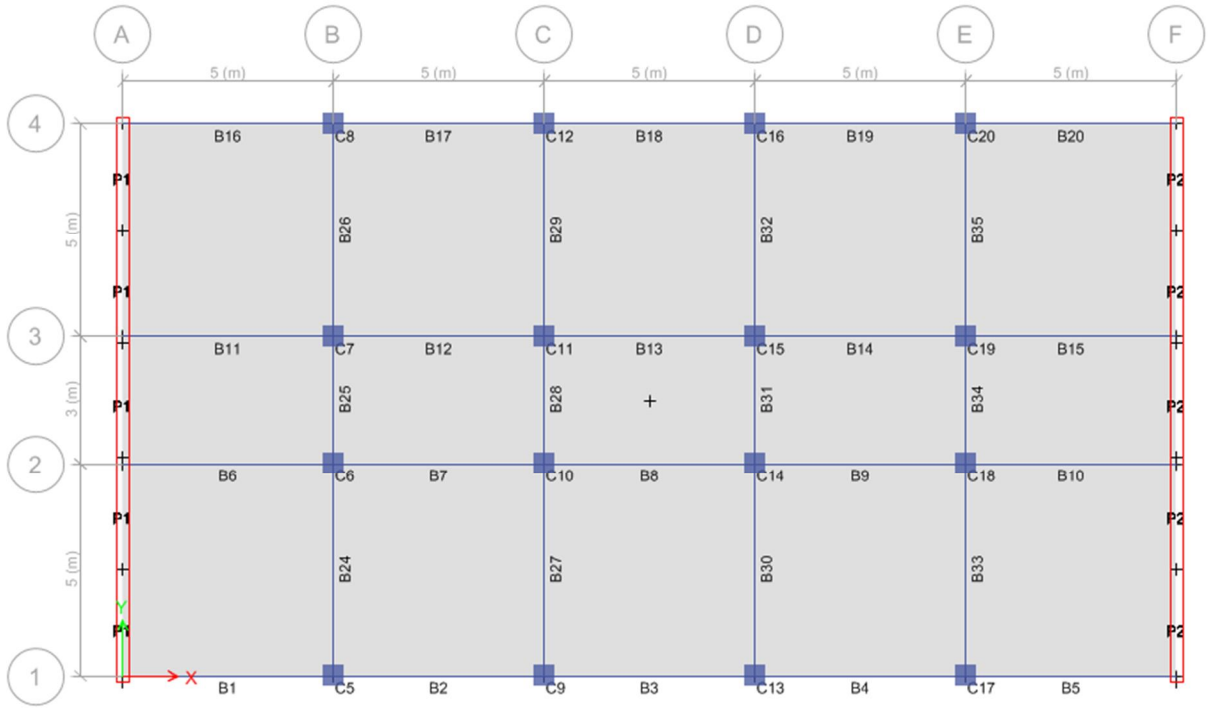 A B C D E F
5 (m) 5 (m) 5 (m) 5 (m) 5 (m)
4
B16 C8 B17 C12 B18 C16 B19 C20 B20
P1 P2
5 (m) B26 B29 B32 B35
P1 P2
3
B11 C7 B12 C11 B13 C15 B14 C19 B15
3 (m) P1 B25 B28 B31 B34 P2
2
B6 C6 B7 C10 B8 C14 B9 C18 B10
P1 P2
5 (m) B24 B27 B30 B33
Y
P1 P2
1 X
B1 C5 B2 C9 B3 C13 B4 C17 B5